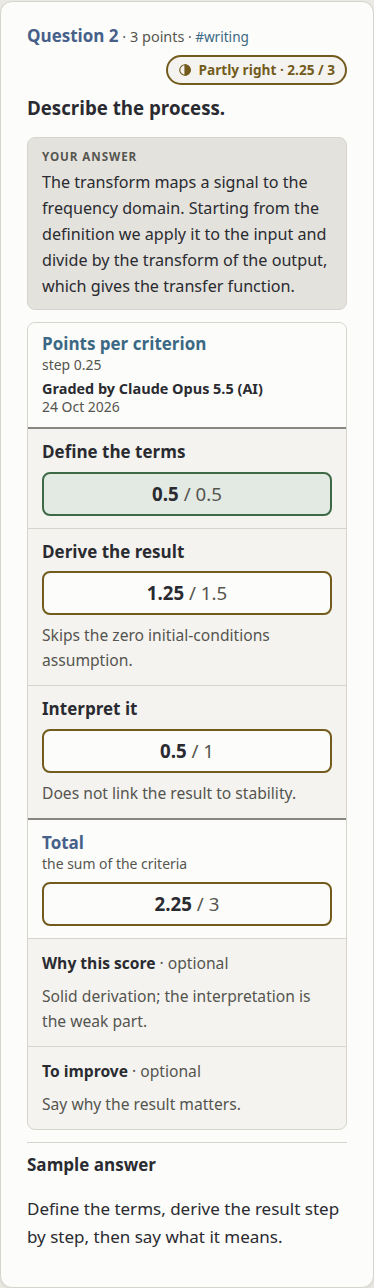 Question 2 · 3 points · #writing
Partly right · 2.25 / 3
Describe the process.
YOUR ANSWER
The transform maps a signal to the
frequency domain. Starting from the
definition we apply it to the input and
divide by the transform of the output,
which gives the transfer function.
Points per criterion
step 0.25
Graded by Claude Opus 5.5 (AI)
24 Oct 2026
Define the terms
0.5 / 0.5
Derive the result
1.25 / 1.5
Skips the zero initial-conditions
assumption.
Interpret it
0.5 / 1
Does not link the result to stability.
Total
the sum of the criteria
2.25 / 3
Why this score · optional
Solid derivation; the interpretation is
the weak part.
To improve · optional
Say why the result matters.
Sample answer
Define the terms, derive the result step
by step, then say what it means.